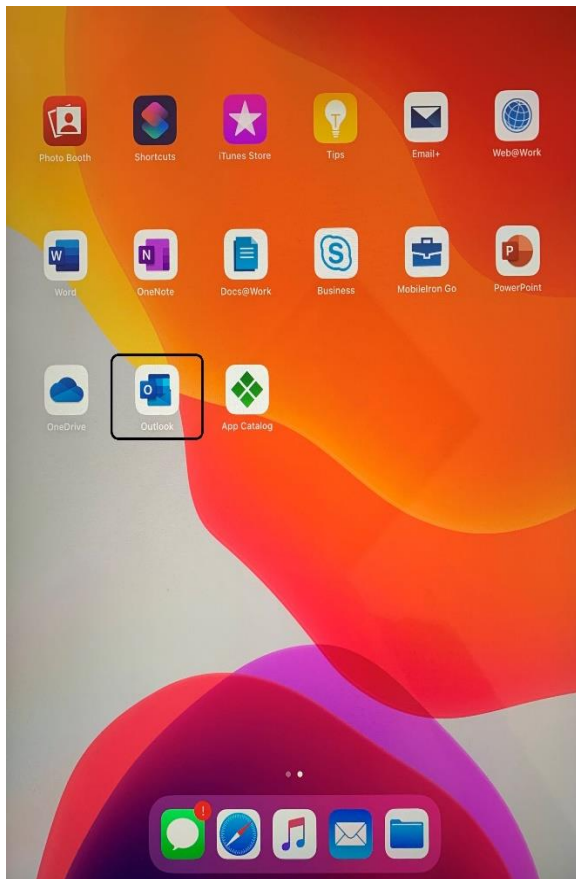 Photo Booth
Shortcuts
iTunes Store
Tips
Email+
Web@Work
Word
OneNote
Docs@Work
Business
MobileIron Go
PowerPoint
OneDrive
Outlook
App Catalog